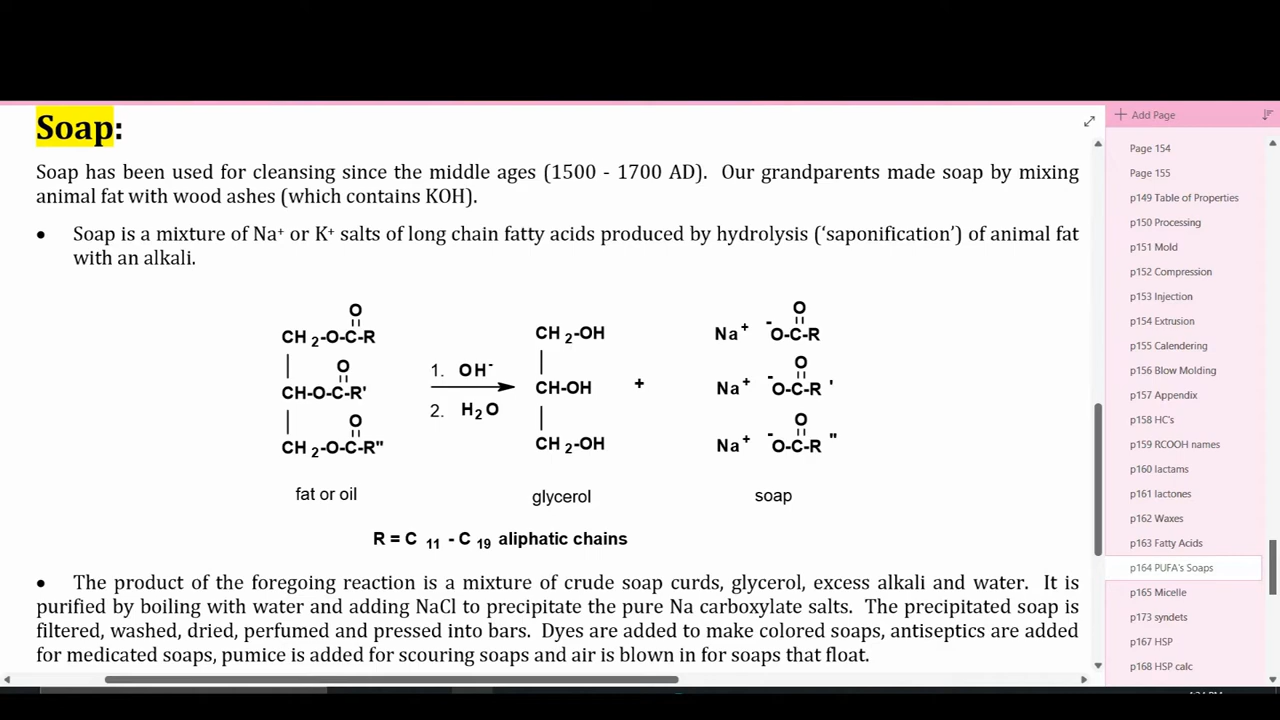 Soap:
Soap has been used for cleansing since the middle ages (1500 - 1700 AD). Our grandparents made soap by mixing
animal fat with wood ashes (which contains KOH).
• Soap is a mixture of Na⁺ or K⁺ salts of long chain fatty acids produced by hydrolysis (‘saponification’) of animal fat
with an alkali.
O
CH₂-O-C-R
O
CH-O-C-R'
O
CH₂-O-C-R"
1. OH⁻
2. H₂O
CH₂-OH
CH-OH
CH₂-OH
+
O
Na⁺ ⁻O-C-R
O
Na⁺ ⁻O-C-R '
O
Na⁺ ⁻O-C-R "
fat or oil
glycerol
soap
R = C ₁₁ - C ₁₉ aliphatic chains
• The product of the foregoing reaction is a mixture of crude soap curds, glycerol, excess alkali and water. It is
purified by boiling with water and adding NaCl to precipitate the pure Na carboxylate salts. The precipitated soap is
filtered, washed, dried, perfumed and pressed into bars. Dyes are added to make colored soaps, antiseptics are added
for medicated soaps, pumice is added for scouring soaps and air is blown in for soaps that float.
Add Page
Page 154
Page 155
p149 Table of Properties
p150 Processing
p151 Mold
p152 Compression
p153 Injection
p154 Extrusion
p155 Calendering
p156 Blow Molding
p157 Appendix
p158 HC's
p159 RCOOH names
p160 lactams
p161 lactones
p162 Waxes
p163 Fatty Acids
p164 PUFA's Soaps
p165 Micelle
p173 syndets
p167 HSP
p168 HSP calc